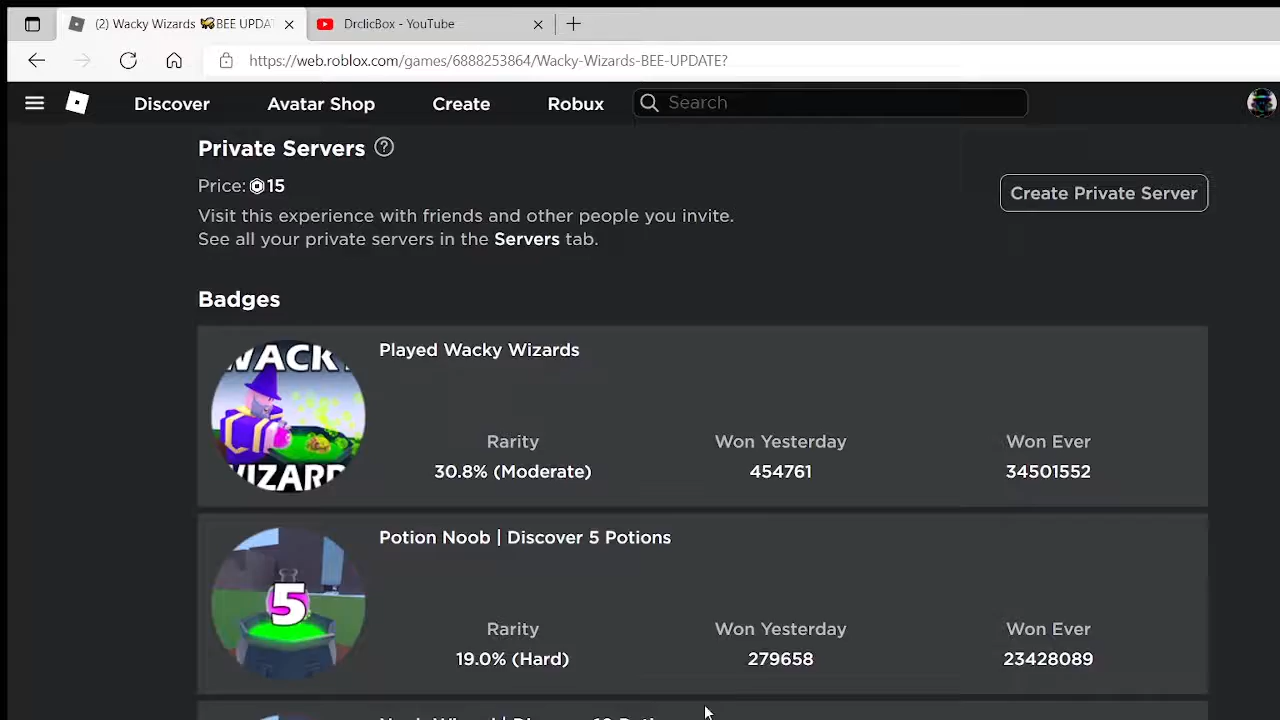 (2) Wacky Wizards 🐝BEE UPDAT
DrclicBox - YouTube
https://web.roblox.com/games/6888253864/Wacky-Wizards-BEE-UPDATE?
Discover Avatar Shop Create Robux Search
Private Servers
Price: 15
Create Private Server
Visit this experience with friends and other people you invite.
See all your private servers in the Servers tab.
Badges
WACKY
WIZARD
Played Wacky Wizards
Rarity Won Yesterday Won Ever
30.8% (Moderate) 454761 34501552
5
Potion Noob | Discover 5 Potions
Rarity Won Yesterday Won Ever
19.0% (Hard) 279658 23428089